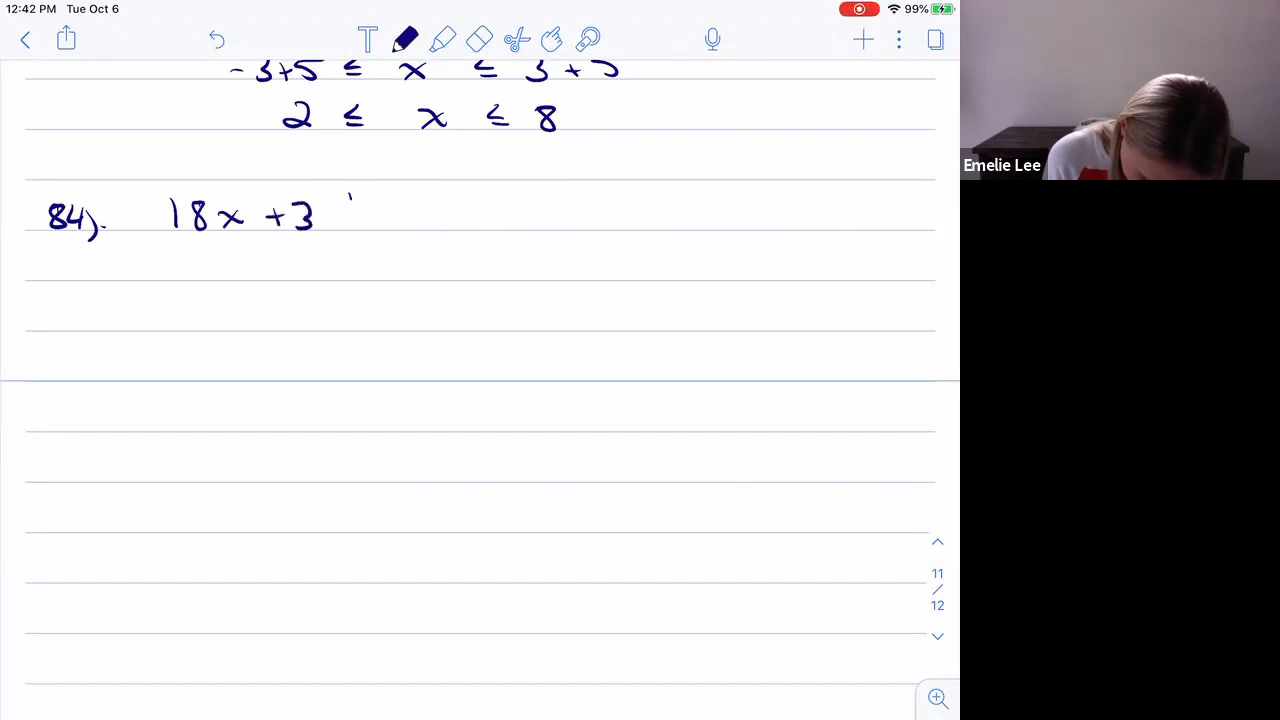 12:42 PM Tue Oct 6
99%
-3+5 ≤ x ≤ 3+5
2 ≤ x ≤ 8
84). |8x +3
Emelie Lee
11
/
12